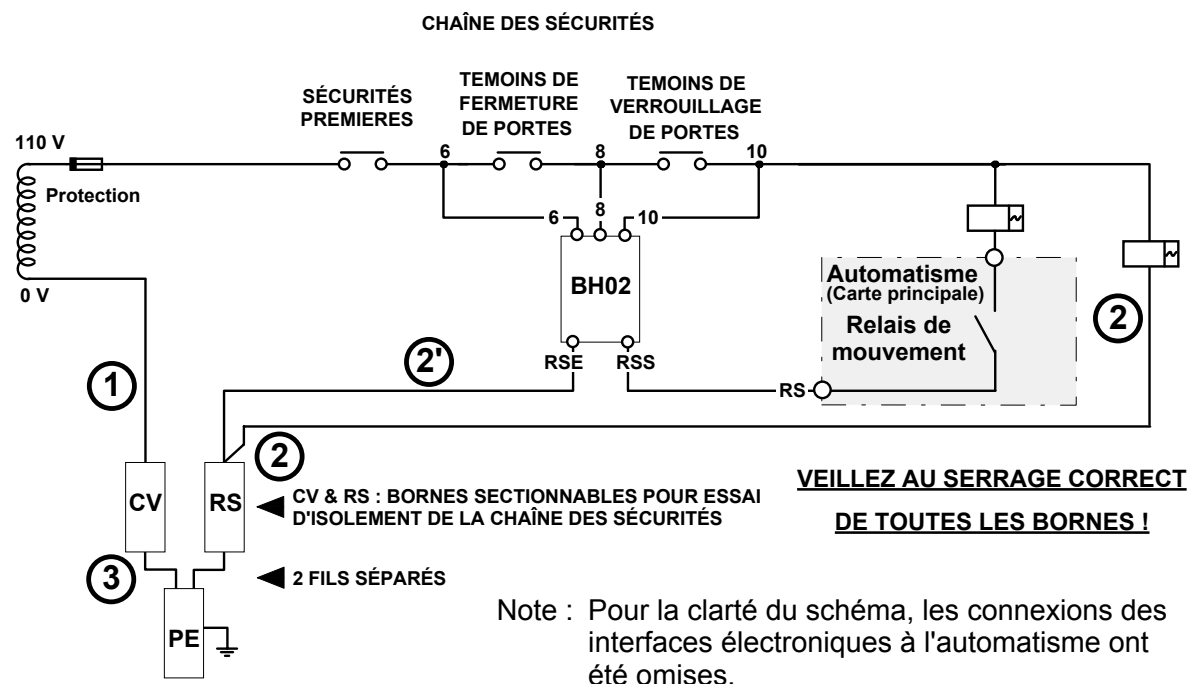 CHAÎNE DES SÉCURITÉS
SÉCURITÉS
PREMIERES
TEMOINS DE
FERMETURE
DE PORTES
TEMOINS DE
VERROUILLAGE
DE PORTES
110 V
6
8
10
Protection
6
8
10
0 V
BH02
Automatisme
(Carte principale)
Relais de
mouvement
2
RSE
RSS
2'
1
RS
2
CV
RS
CV & RS : BORNES SECTIONNABLES POUR ESSAI
D'ISOLEMENT DE LA CHAÎNE DES SÉCURITÉS
VEILLEZ AU SERRAGE CORRECT
DE TOUTES LES BORNES !
3
2 FILS SÉPARÉS
PE
Note : Pour la clarté du schéma, les connexions des
interfaces électroniques à l'automatisme ont
été omises.